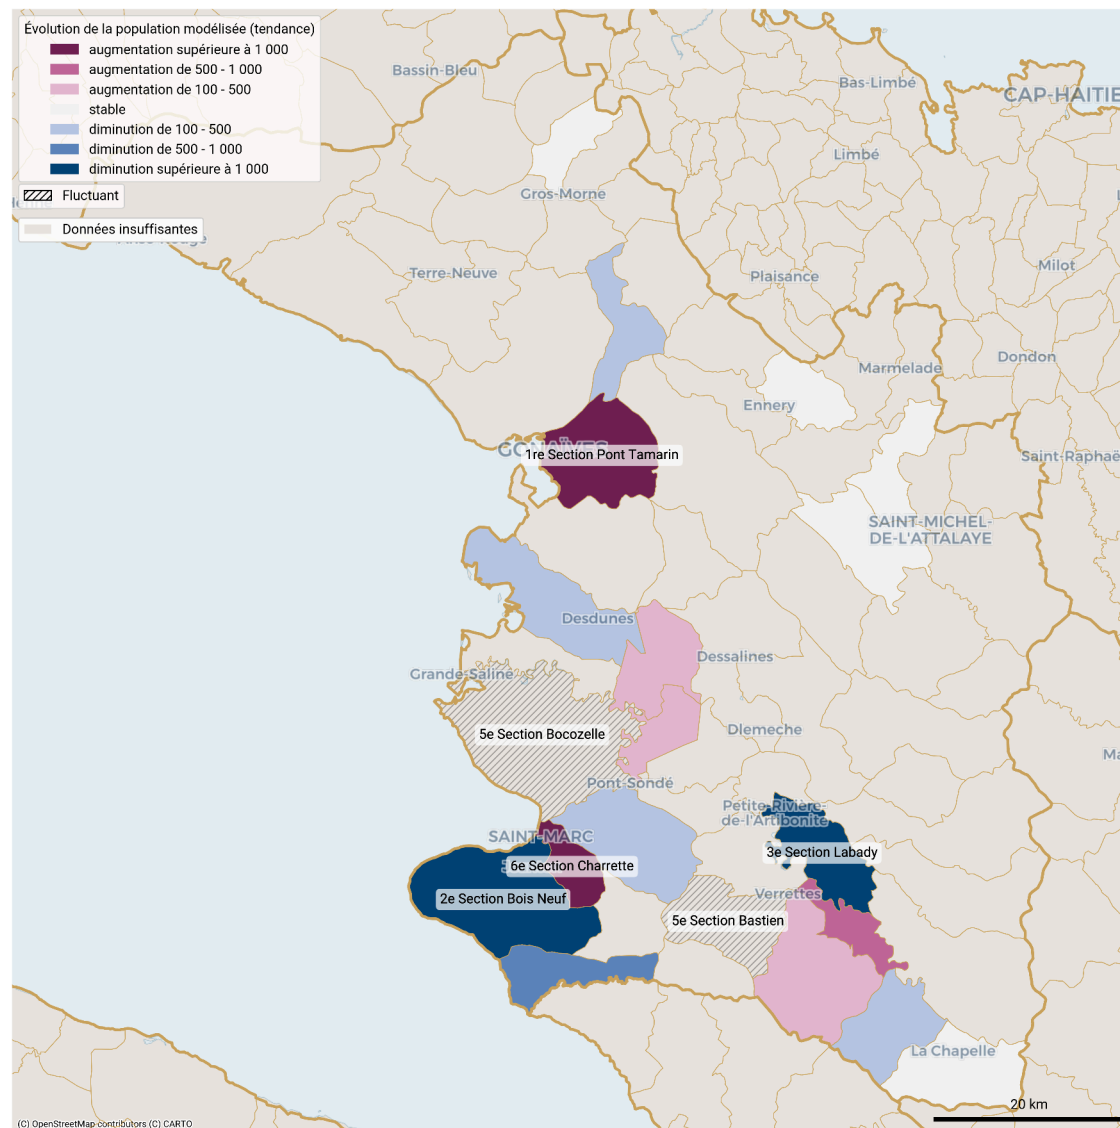 Évolution de la population modélisée (tendance)
augmentation supérieure à 1 000
augmentation de 500 - 1 000
augmentation de 100 - 500
stable
diminution de 100 - 500
diminution de 500 - 1 000
diminution supérieure à 1 000
Fluctuant
Données insuffisantes
Bassin-Bleu
Bas-Limbé
CAP-HAITIE
Limbé
Gros-Morne
Terre-Neuve
Plaisance
Milot
Marmelade
Dondon
Ennery
GONAÏVES
1re Section Pont Tamarin
Saint-Raphaë
SAINT-MICHEL-
DE-L'ATTALAYE
Desdunes
Dessalines
Grande-Saline
5e Section Bocozelle
Dlemeche
Ma
Pont-Sondé
Petite-Rivière-
de-l'Artibonite
SAINT-MARC
3e Section Labady
6e Section Charrette
Verrettes
2e Section Bois Neuf
5e Section Bastien
La Chapelle
20 km
(C) OpenStreetMap contributors (C) CARTO